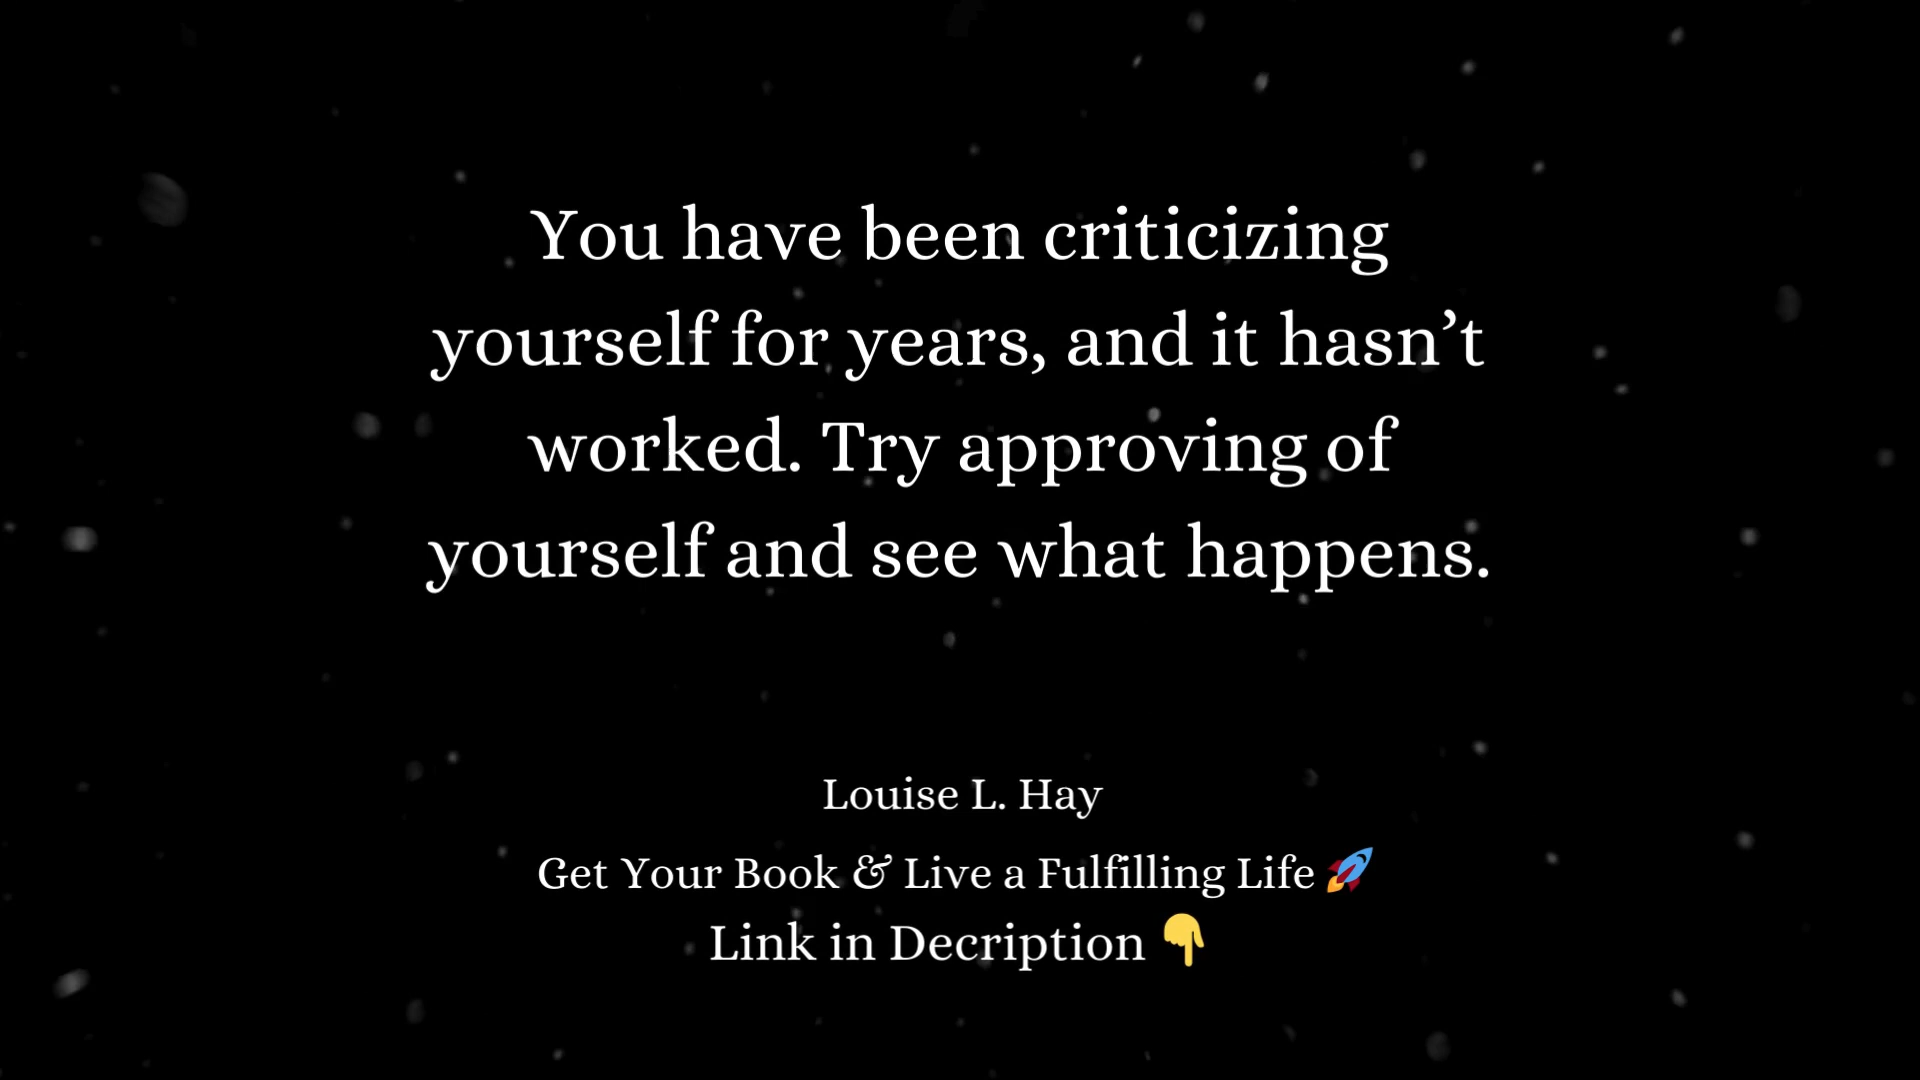 You have been criticizing
yourself for years, and it hasn’t
worked. Try approving of
yourself and see what happens.
Louise L. Hay
Get Your Book & Live a Fulfilling Life 🚀
Link in Decription 👇